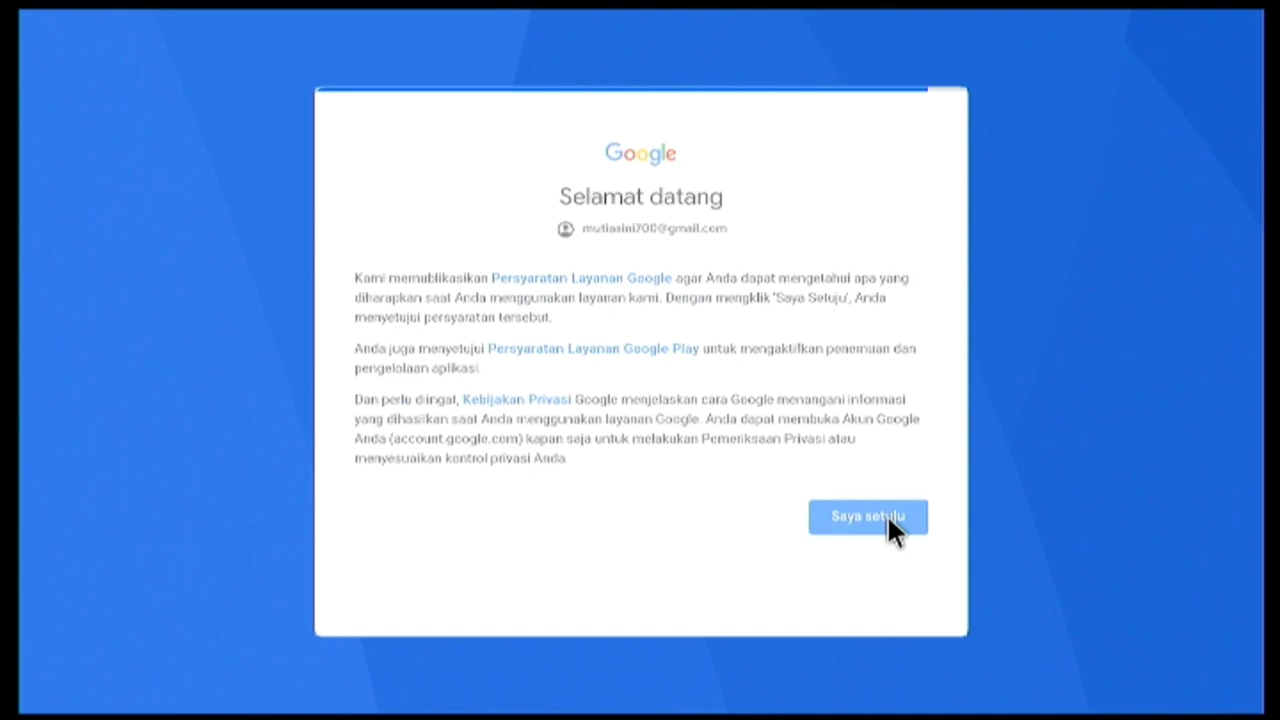 Google
Selamat datang
mutiasini700@gmail.com
Kami memublikasikan Persyaratan Layanan Google agar Anda dapat mengetahui apa yang
diharapkan saat Anda menggunakan layanan kami. Dengan mengklik 'Saya Setuju', Anda
menyetujui persyaratan tersebut.
Anda juga menyetujui Persyaratan Layanan Google Play untuk mengaktifkan penemuan dan
pengelolaan aplikasi.
Dan perlu diingat, Kebijakan Privasi Google menjelaskan cara Google menangani informasi
yang dihasilkan saat Anda menggunakan layanan Google. Anda dapat membuka Akun Google
Anda (account.google.com) kapan saja untuk melakukan Pemeriksaan Privasi atau
menyesuaikan kontrol privasi Anda.
Saya setuju